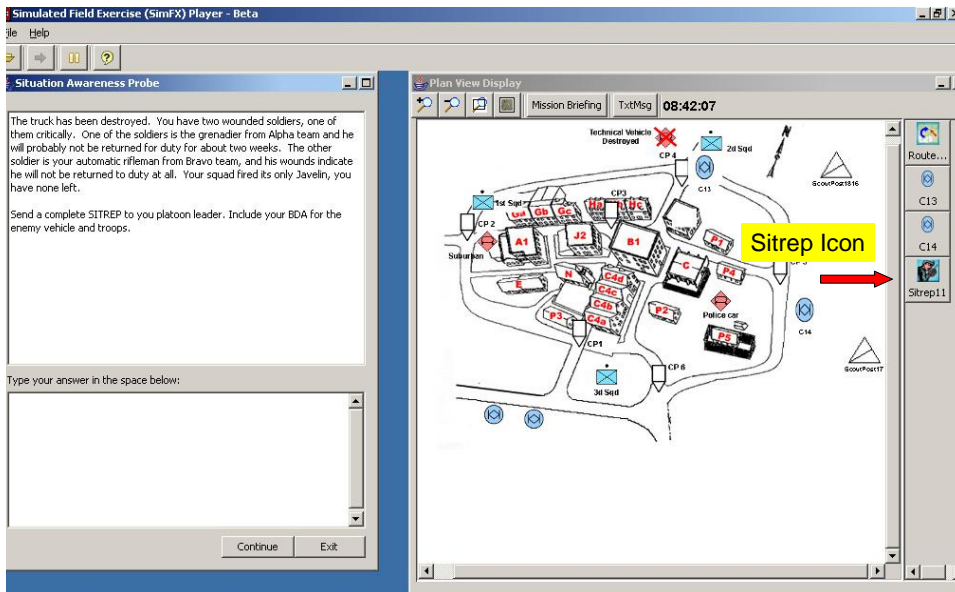 Simulated Field Exercise (SimFX) Player - Beta
File Help
Situation Awareness Probe
The truck has been destroyed. You have two wounded soldiers, one of
them critically. One of the soldiers is the grenadier from Alpha team and he
will probably not be returned for duty for about two weeks. The other
soldier is your automatic rifleman from Bravo team, and his wounds indicate
he will not be returned to duty at all. Your squad fired its only Javelin, you
have none left.
Send a complete SITREP to you platoon leader. Include your BDA for the
enemy vehicle and troops.
Type your answer in the space below:
Continue Exit
Plan View Display
Mission Briefing TxtMsg 08:42:07
Technical Vehicle
Destroyed
N
2d Sqd
CP 4
C13
ScoutPost1816
1st Sqd
CP 2
Gb Gc
CP3
Hc
A1
J2
B1
P1
Suburban
Sitrep Icon
N
C4d
C
P4
E
C4c
C4b
P3
C4a
P2
Police car
C14
CP1
P5
CP 6
3d Sqd
ScoutPost17
Route...
C13
C14
Sitrep11